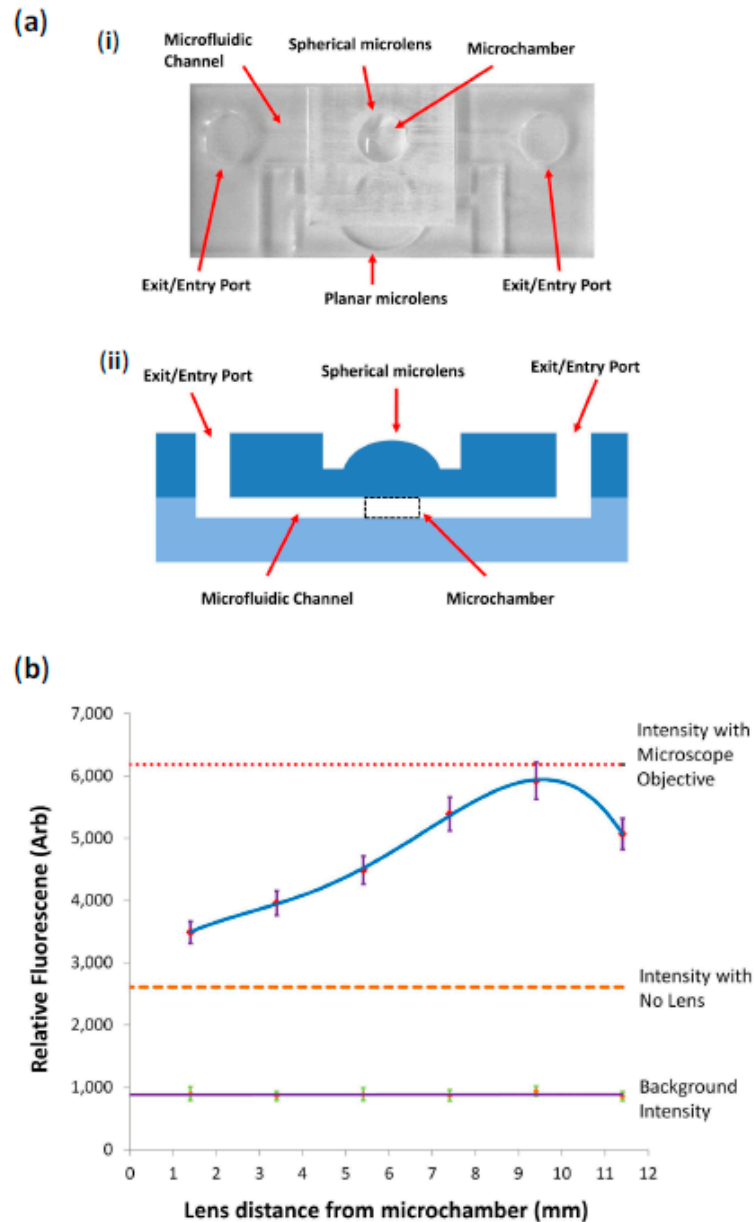 (a)
(i)
Microfluidic
Channel
Spherical microlens
Microchamber
Exit/Entry Port
Planar microlens
Exit/Entry Port
(ii)
Exit/Entry Port
Spherical microlens
Exit/Entry Port
Microfluidic Channel
Microchamber
(b)
Relative Fluorescene (Arb)
7,000
6,000
5,000
4,000
3,000
2,000
1,000
0
Intensity with
Microscope
Objective
Intensity with
No Lens
Background
Intensity
0 1 2 3 4 5 6 7 8 9 10 11 12
Lens distance from microchamber (mm)